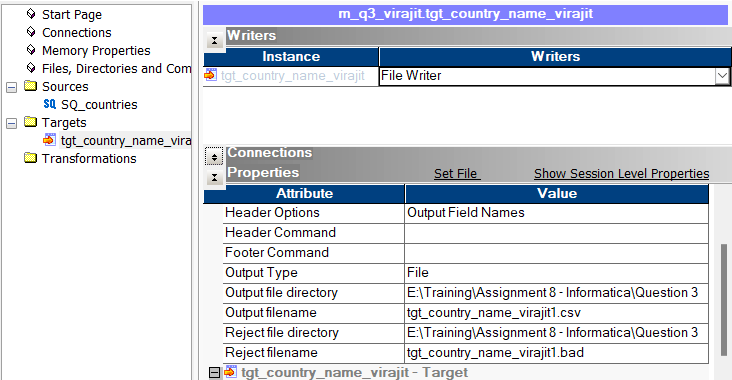 Start Page
Connections
Memory Properties
Files, Directories and Com
Sources
SQ_countries
Targets
tgt_country_name_vira
Transformations
m_q3_virajit.tgt_country_name_virajit
Writers
Instance Writers
tgt_country_name_virajit File Writer
Connections
Properties Set File Show Session Level Properties
Attribute Value
Header Options Output Field Names
Header Command
Footer Command
Output Type File
Output file directory E:\Training\Assignment 8 - Informatica\Question 3
Output filename tgt_country_name_virajit1.csv
Reject file directory E:\Training\Assignment 8 - Informatica\Question 3
Reject filename tgt_country_name_virajit1.bad
tgt_country_name_virajit - Target